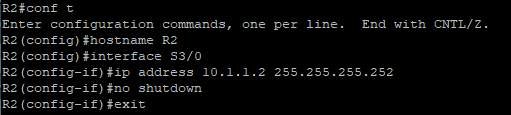 R2#conf t
Enter configuration commands, one per line.  End with CNTL/Z.
R2(config)#hostname R2
R2(config)#interface S3/0
R2(config-if)#ip address 10.1.1.2 255.255.255.252
R2(config-if)#no shutdown
R2(config-if)#exit